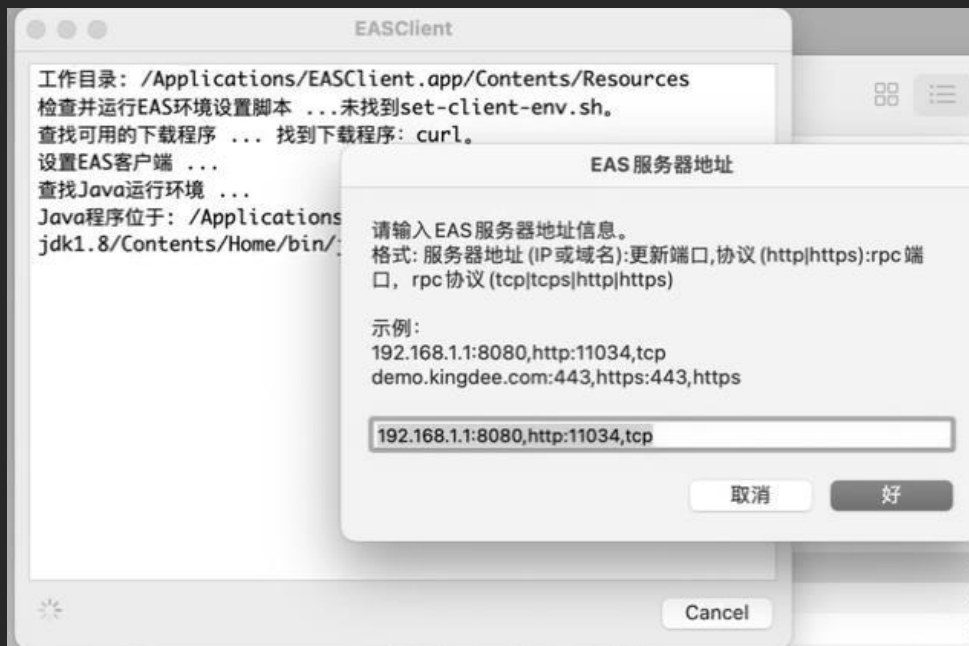 EASClient
工作目录: /Applications/EASClient.app/Contents/Resources
检查并运行EAS环境设置脚本 ...未找到set-client-env.sh。
查找可用的下载程序 ... 找到下载程序: curl。
设置EAS客户端 ...
查找Java运行环境 ...
Java程序位于: /Applications
jdk1.8/Contents/Home/bin/
EAS服务器地址
请输入EAS服务器地址信息。
格式: 服务器地址(IP或域名):更新端口,协议(http|https):rpc端
口，rpc协议(tcp|tcps|http|https)
示例:
192.168.1.1:8080,http:11034,tcp
demo.kingdee.com:443,https:443,https
192.168.1.1:8080,http:11034,tcp
取消
好
Cancel